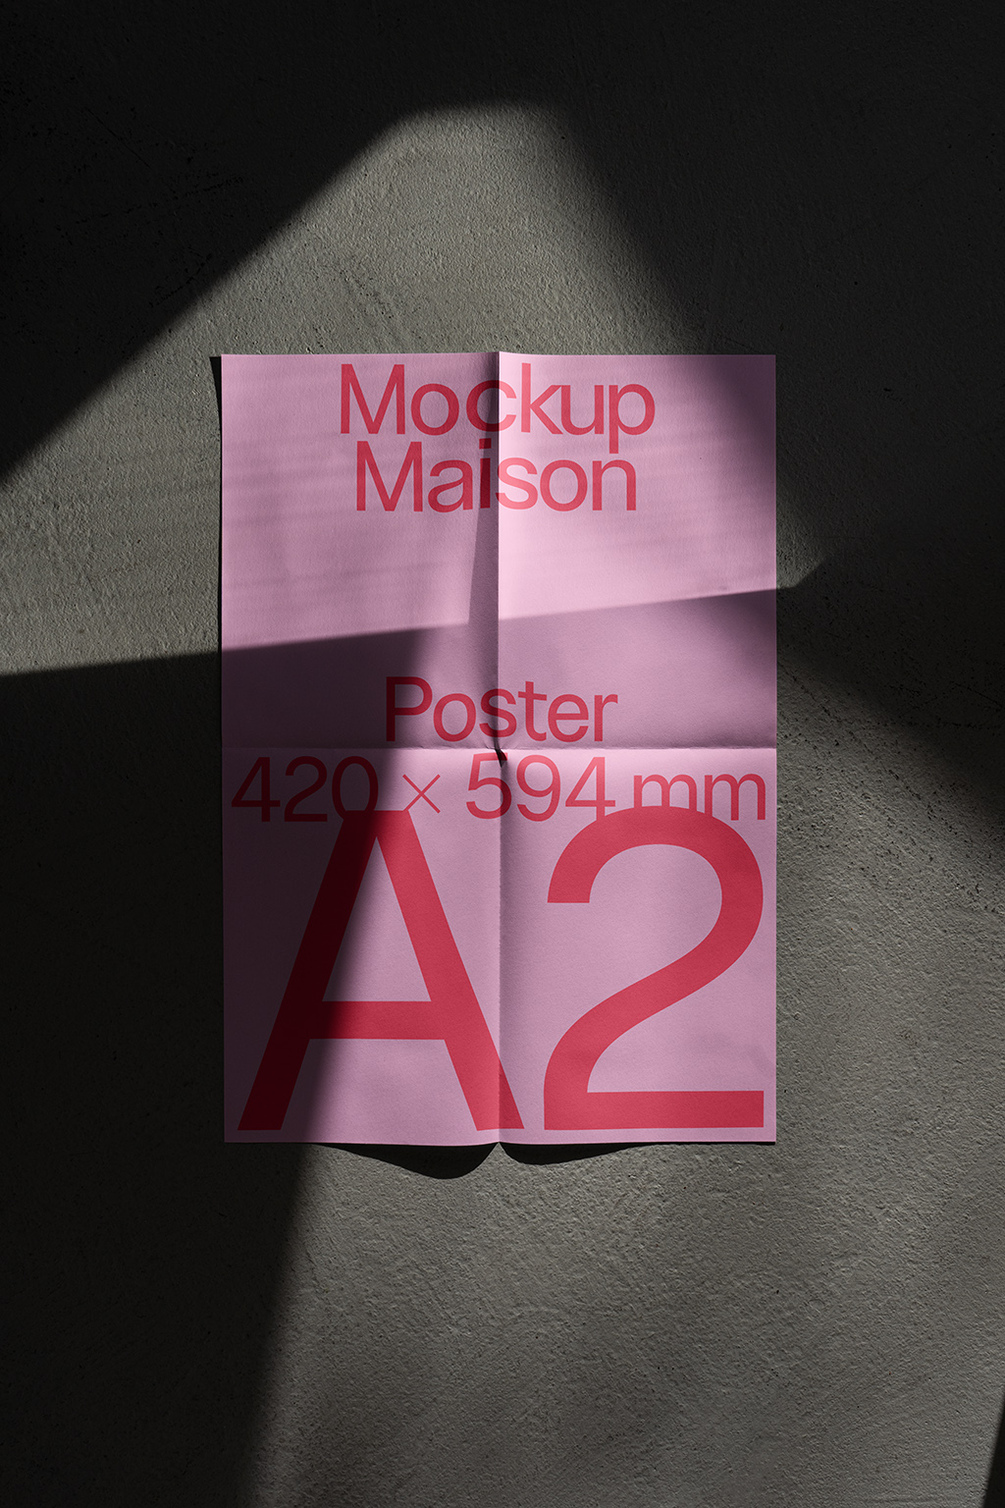 Mockup
Maison
Poster
420 × 594 mm
A2